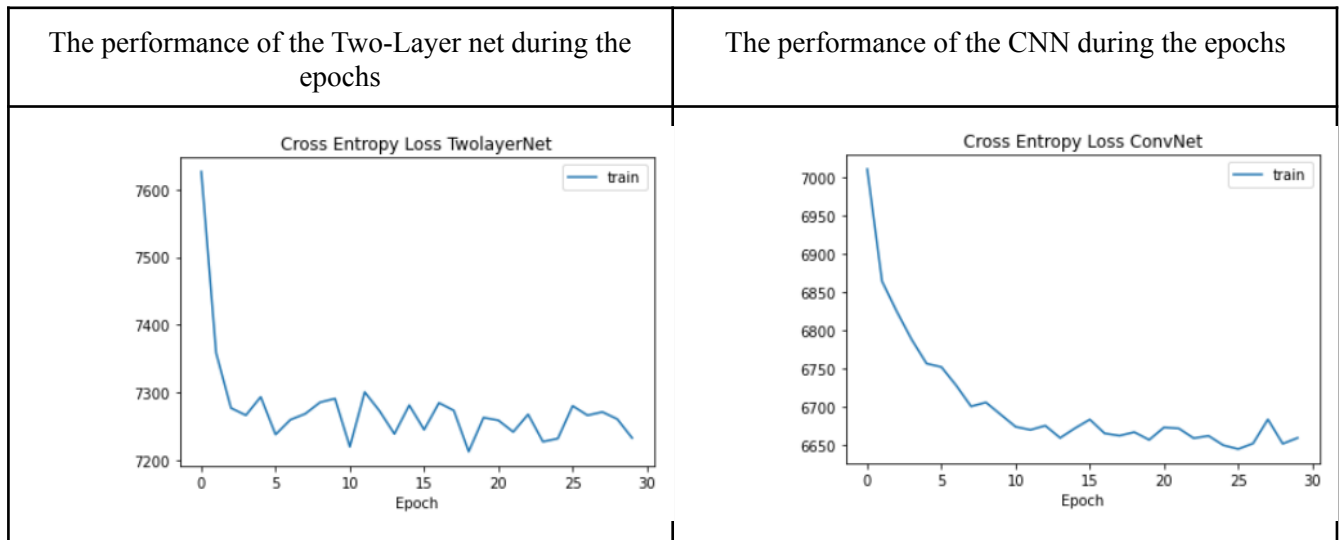 The performance of the Two-Layer net during the
epochs
The performance of the CNN during the epochs
Cross Entropy Loss TwolayerNet
train
7600
7500
7400
7300
7200
0 5 10 15 20 25 30
Epoch
Cross Entropy Loss ConvNet
train
7000
6950
6900
6850
6800
6750
6700
6650
0 5 10 15 20 25 30
Epoch